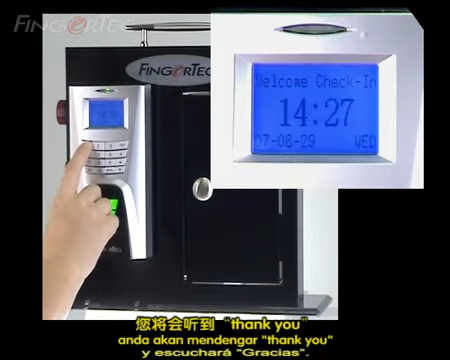 FINGERTEC
FINGERTEC
Welcome Check-In
14:27
07-08-29 WED
您将会听到 “thank you”
anda akan mendengar "thank you"
y escuchará "Gracias".